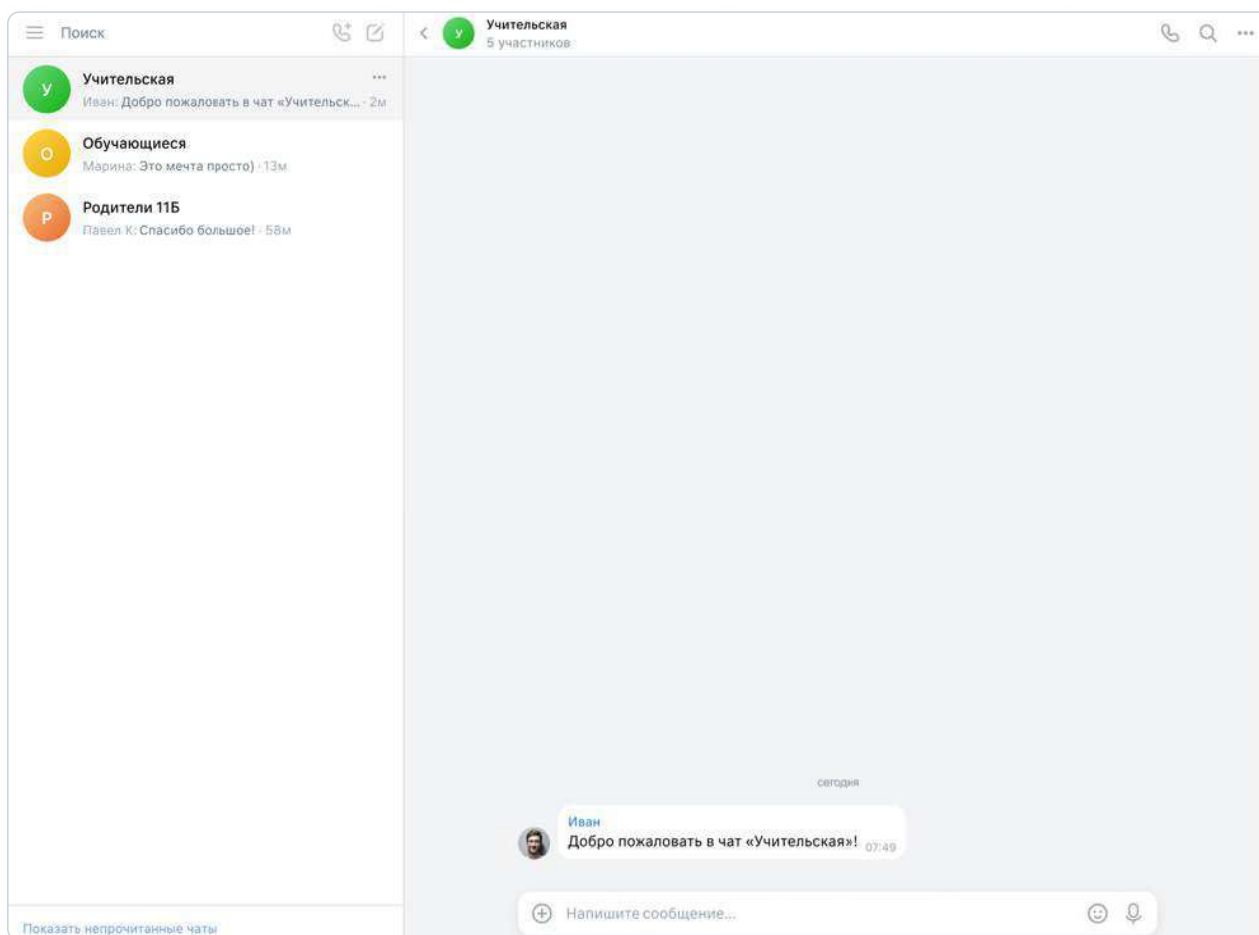 Поиск
У
Учительская
Иван: Добро пожаловать в чат «Учительск... · 2м
О
Обучающиеся
Марина: Это мечта просто) · 13м
Р
Родители 11Б
Павел К: Спасибо большое! · 58м
Показать непрочитанные чаты
У
Учительская
5 участников
сегодня
Иван
Добро пожаловать в чат «Учительская»! 07:49
Напишите сообщение...